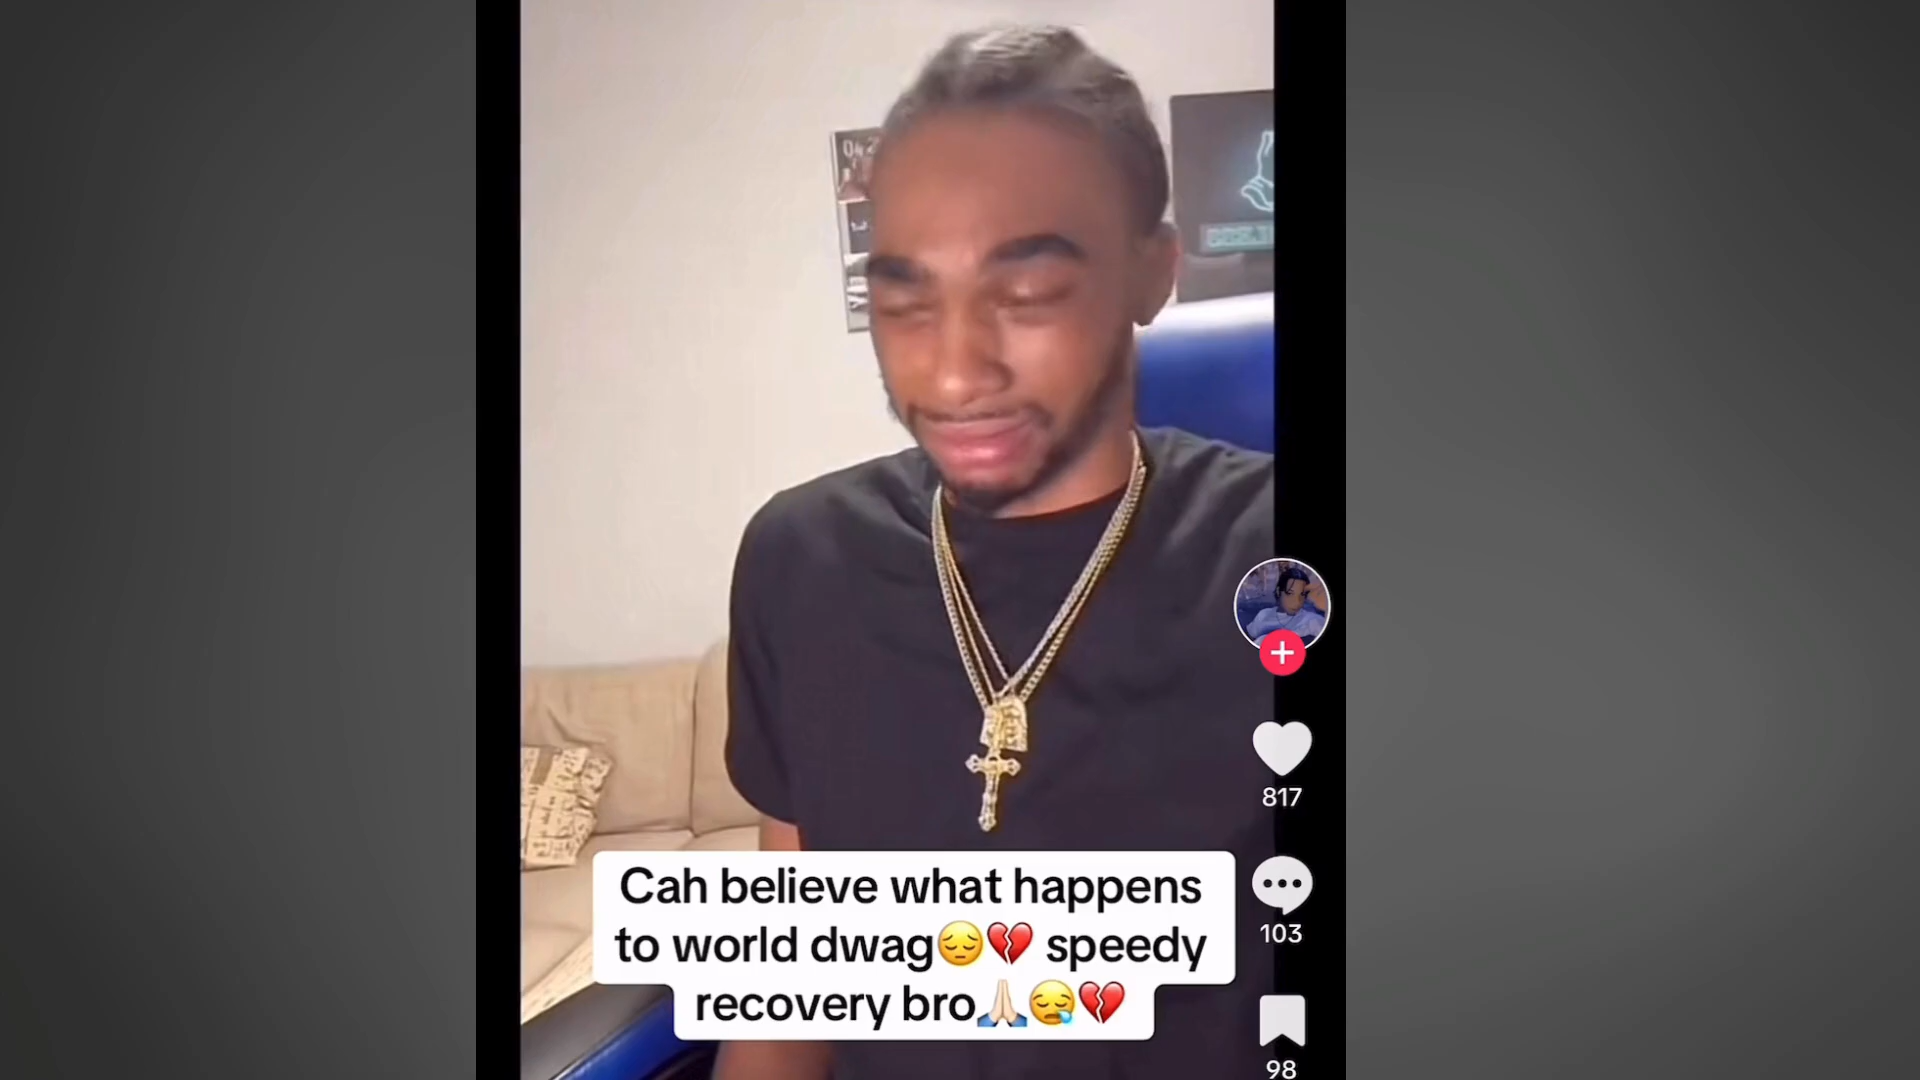 Cah believe what happens
to world dwag😔💔 speedy
recovery bro🙏🏻😪💔
817
103
98